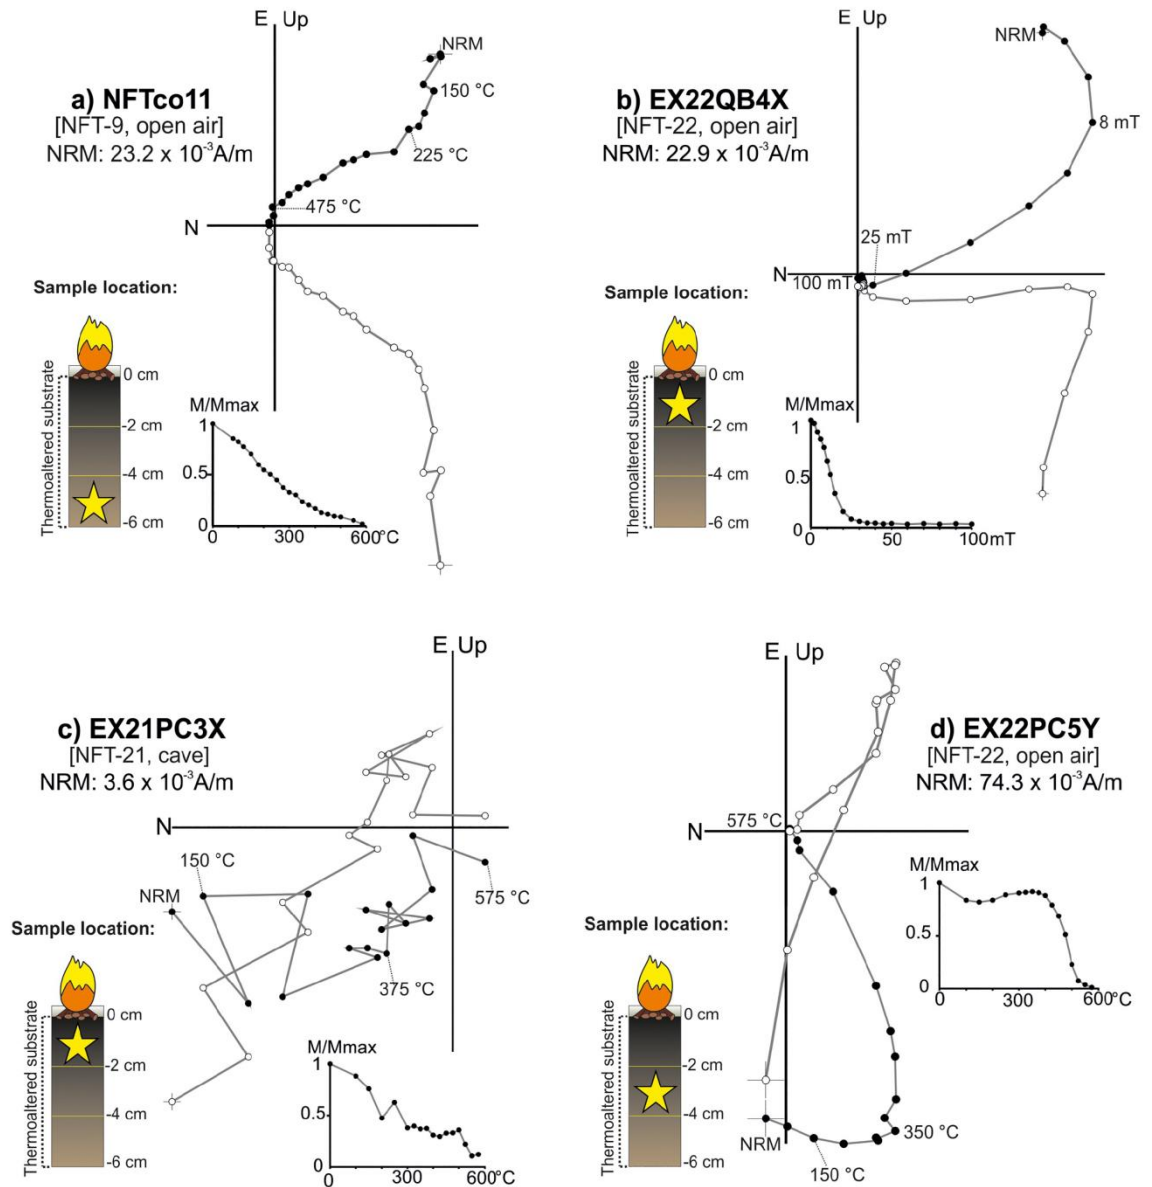 E Up
NRM
a) NFTco11
[NFT-9, open air]
NRM: 23.2 x 10-3A/m
150 °C
225 °C
475 °C
N
Sample location:
Thermoaltered substrate
0 cm
-2 cm
-4 cm
-6 cm
M/Mmax
1
0.5
0
300
600°C
E Up
NRM
b) EX22QB4X
[NFT-22, open air]
NRM: 22.9 x 10-3A/m
8 mT
25 mT
N
100 mT
Sample location:
Thermoaltered substrate
0 cm
-2 cm
-4 cm
-6 cm
M/Mmax
1
0.5
0
0
50
100mT
E Up
c) EX21PC3X
[NFT-21, cave]
NRM: 3.6 x 10-3A/m
N
150 °C
NRM
575 °C
375 °C
Sample location:
Thermoaltered substrate
0 cm
-2 cm
-4 cm
-6 cm
M/Mmax
1
0.5
0
0
300
600
°C
E Up
d) EX22PC5Y
[NFT-22, open air]
NRM: 74.3 x 10-3A/m
575 °C
N
NRM
150 °C
350 °C
Sample location:
Thermoaltered substrate
0 cm
-2 cm
-4 cm
-6 cm
M/Mmax
1
0.5
0
0
300
600°C